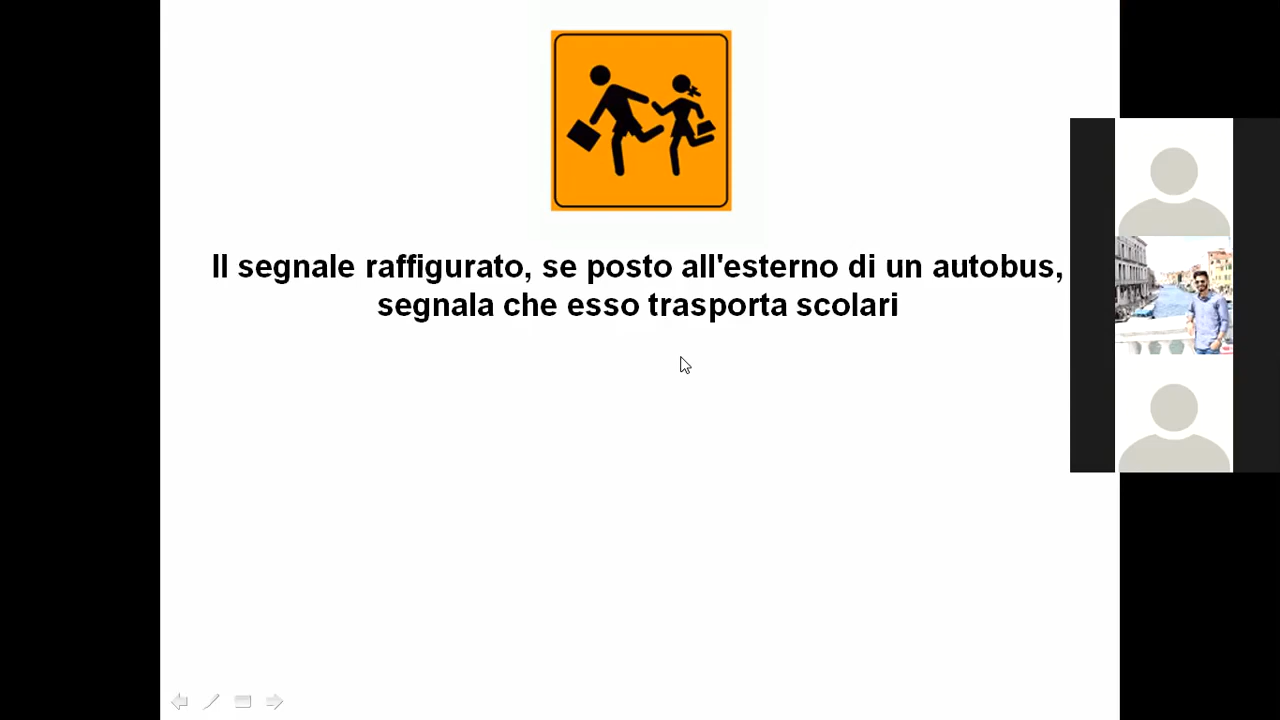 Il segnale raffigurato, se posto all'esterno di un autobus,
segnala che esso trasporta scolari